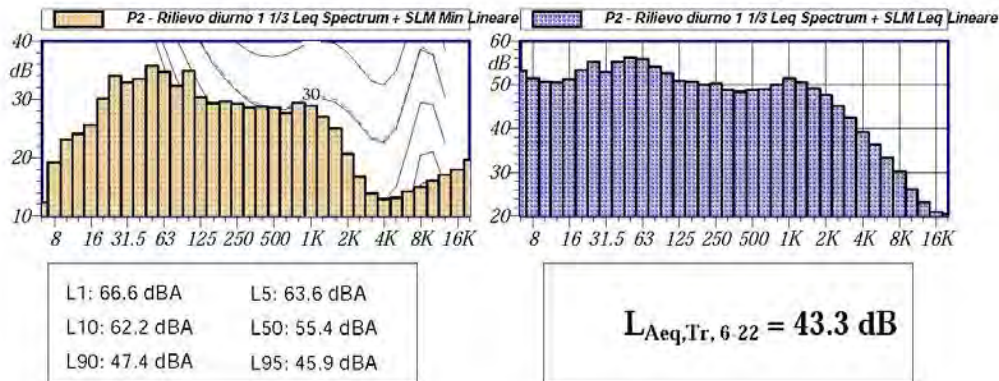 P2 - Rilievo diurno 1 1/3 Leq Spectrum + SLM Min Lineare
P2 - Rilievo diurno 1 1/3 Leq Spectrum + SLM Leq Lineare
40
dB
30
20
10
30
8 16 31.5 63 125 250 500 1K 2K 4K 8K 16K
60
dB
50
40
30
20
8 16 31.5 63 125 250 500 1K 2K 4K 8K 16K
L1: 66.6 dBA L5: 63.6 dBA
L10: 62.2 dBA L50: 55.4 dBA
L90: 47.4 dBA L95: 45.9 dBA
LAeq,Tr, 6-22 = 43.3 dB